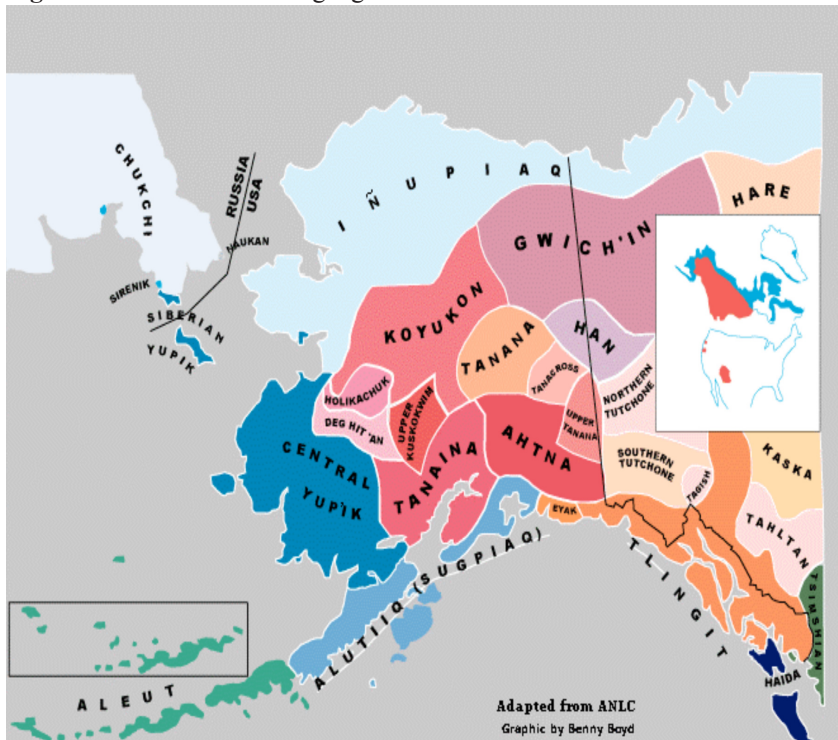 CHUKCHI
RUSSIA
USA
NAUKAN
SIRENIK
SIBERIAN
YUPIK
IÑUPIAQ
GWICH'IN
HARE
KOYUKON
HAN
TANANA
TANACROSS
UPPER
TANANA
NORTHERN
TUTCHONE
HOLIKACHUK
DEG HIT'AN
UPPER
KUSKOKWIM
CENTRAL
YUP'IK
TANAINA
AHTNA
SOUTHERN
TUTCHONE
TAGISH
KASKA
TAHLTAN
EYAK
TLINGIT
TSIMSHIAN
HAIDA
ALUTIIQ (SUGPIAQ)
ALEUT
Adapted from ANLC
Graphic by Benny Boyd